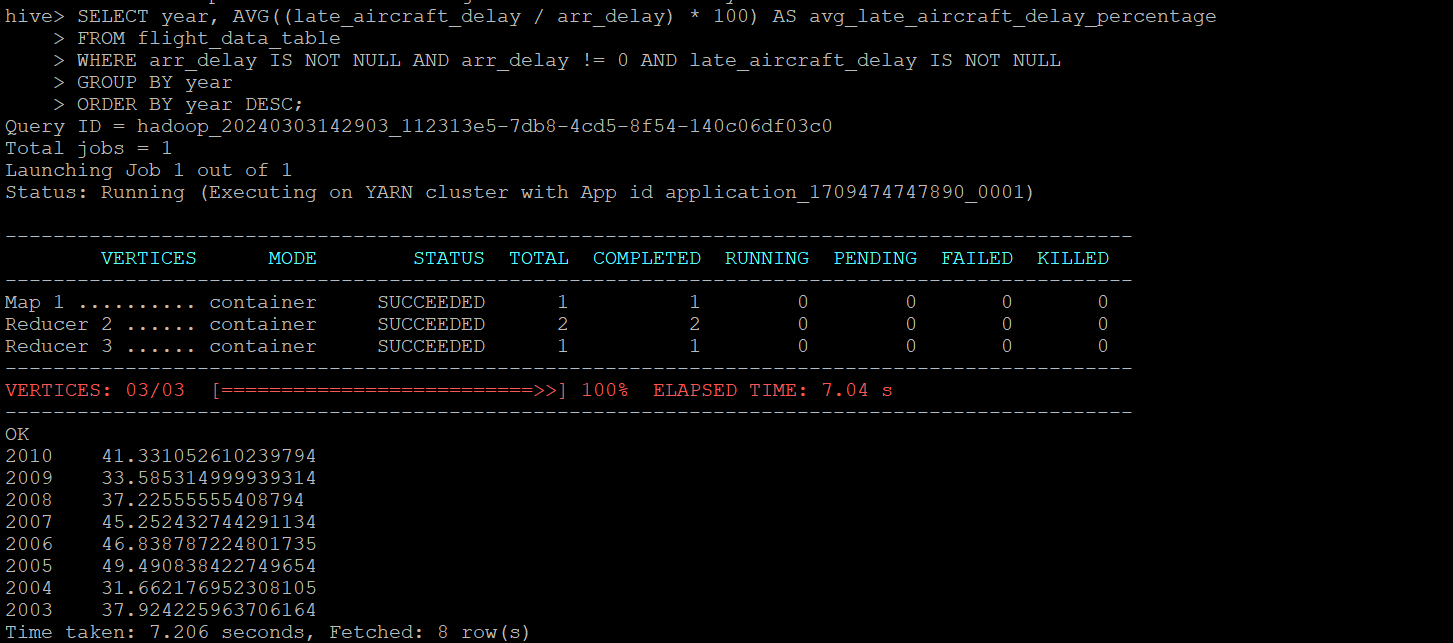 hive> SELECT year, AVG((late_aircraft_delay / arr_delay) * 100) AS avg_late_aircraft_delay_percentage
    > FROM flight_data_table
    > WHERE arr_delay IS NOT NULL AND arr_delay != 0 AND late_aircraft_delay IS NOT NULL
    > GROUP BY year
    > ORDER BY year DESC;
Query ID = hadoop_20240303142903_112313e5-7db8-4cd5-8f54-140c06df03c0
Total jobs = 1
Launching Job 1 out of 1
Status: Running (Executing on YARN cluster with App id application_1709474747890_0001)

----------------------------------------------------------------------------------------------
        VERTICES      MODE        STATUS  TOTAL  COMPLETED  RUNNING  PENDING  FAILED  KILLED
----------------------------------------------------------------------------------------------
Map 1 .......... container     SUCCEEDED      1          1        0        0       0       0
Reducer 2 ...... container     SUCCEEDED      2          2        0        0       0       0
Reducer 3 ...... container     SUCCEEDED      1          1        0        0       0       0
----------------------------------------------------------------------------------------------
VERTICES: 03/03  [==========================>>] 100%  ELAPSED TIME: 7.04 s
----------------------------------------------------------------------------------------------
OK
2010    41.331052610239794
2009    33.585314999939314
2008    37.22555555408794
2007    45.252432744291134
2006    46.838787224801735
2005    49.490838422749654
2004    31.662176952308105
2003    37.924225963706164
Time taken: 7.206 seconds, Fetched: 8 row(s)